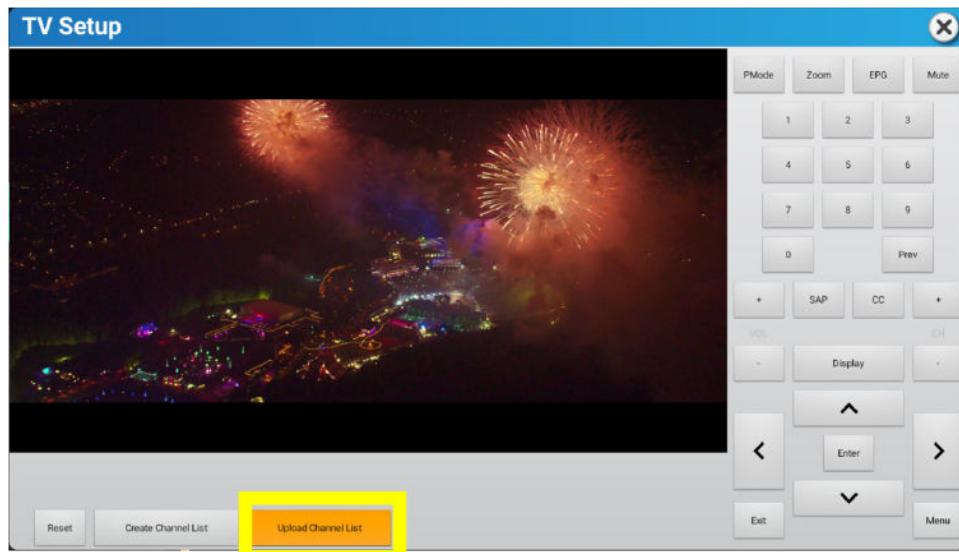 TV Setup
PMode Zoom EPG Mute
1 2 3
4 5 6
7 8 9
0 Prev
+ SAP CC +
VOL CH
- Display -
Enter
Exit Menu
Reset Create Channel List Upload Channel List